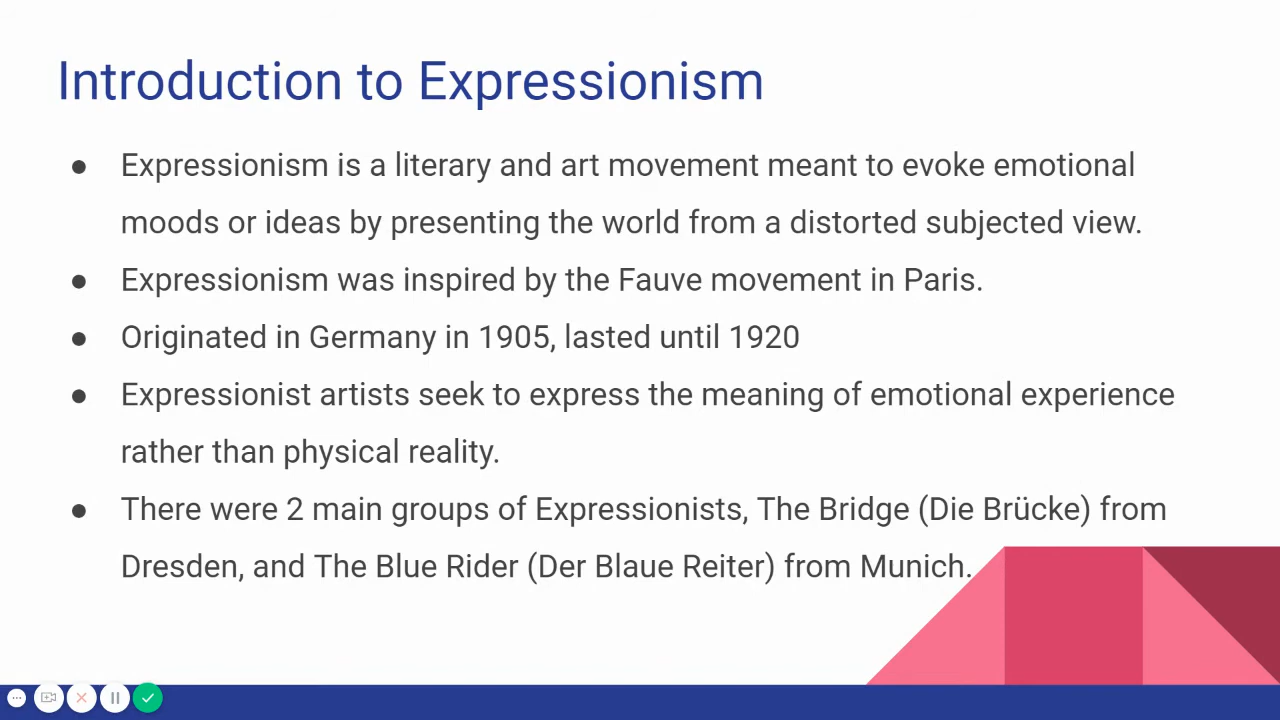 Introduction to Expressionism
● Expressionism is a literary and art movement meant to evoke emotional
moods or ideas by presenting the world from a distorted subjected view.
● Expressionism was inspired by the Fauve movement in Paris.
● Originated in Germany in 1905, lasted until 1920
● Expressionist artists seek to express the meaning of emotional experience
rather than physical reality.
● There were 2 main groups of Expressionists, The Bridge (Die Brücke) from
Dresden, and The Blue Rider (Der Blaue Reiter) from Munich.